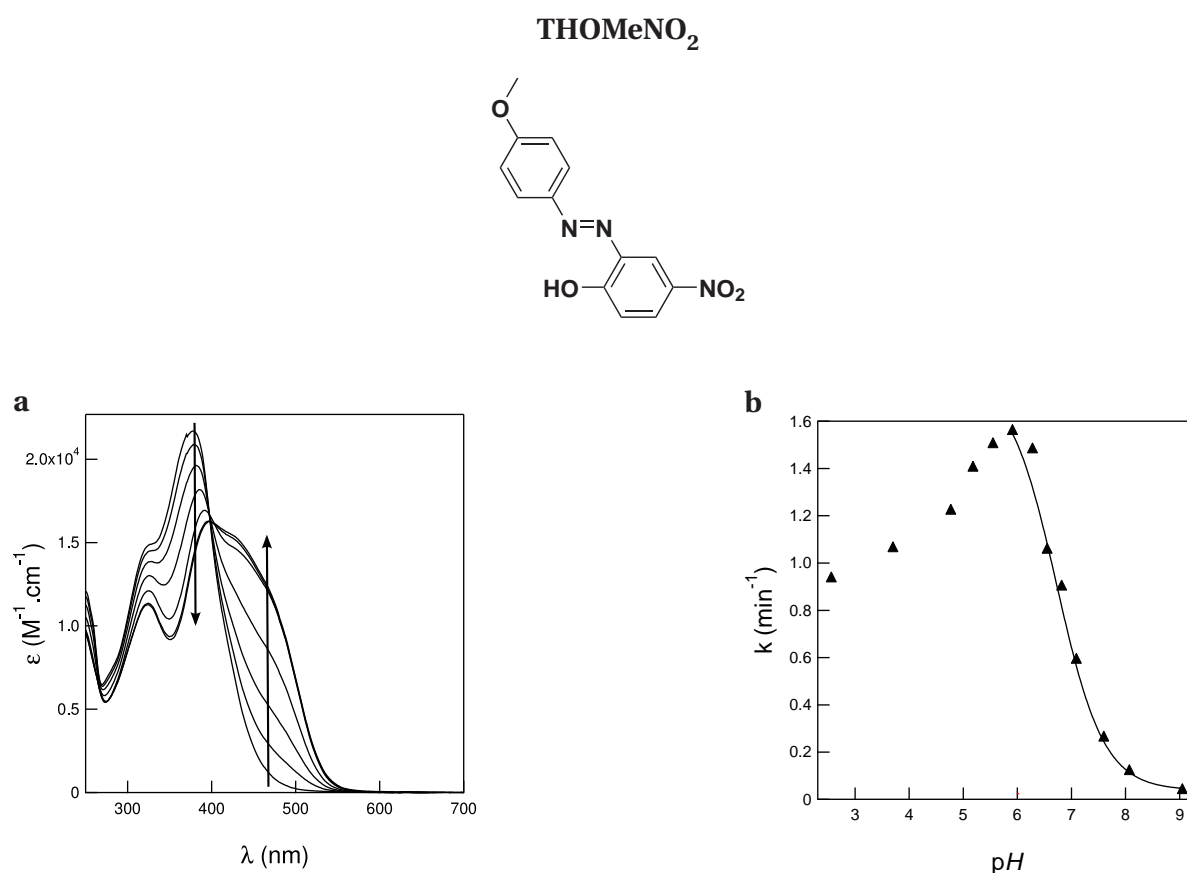 THOMeNO₂
O
N=N
HO
NO₂
a
ε (M⁻¹.cm⁻¹)
2.0x10⁴
1.5
1.0
0.5
0
300 400 500 600 700
λ (nm)
b
k (min⁻¹)
1.6
1.4
1.2
1.0
0.8
0.6
0.4
0.2
0
3 4 5 6 7 8 9
pH